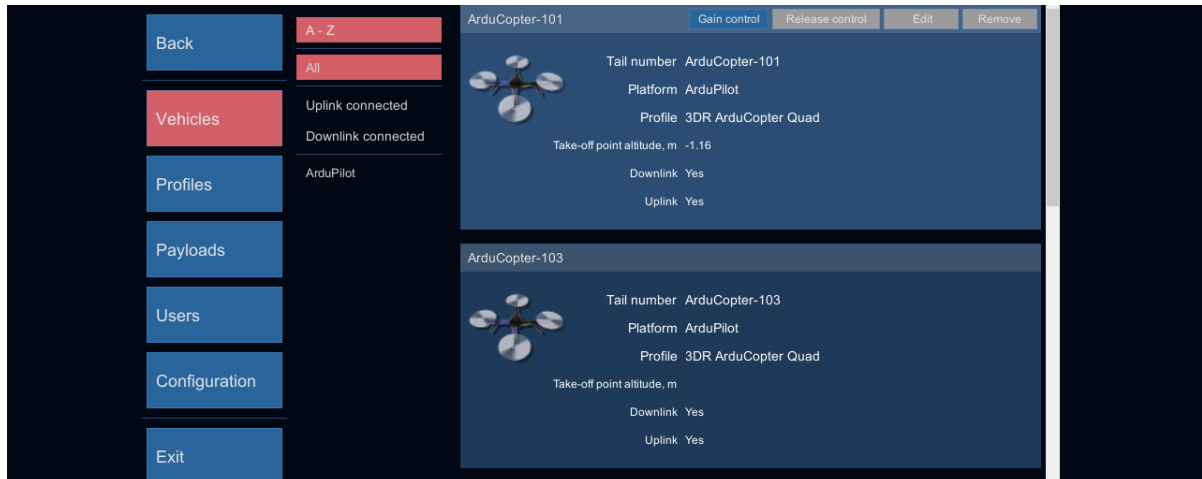 Back
Vehicles
Profiles
Payloads
Users
Configuration
Exit
A - Z
All
Uplink connected
Downlink connected
ArduPilot
ArduCopter-101 Gain control Release control Edit Remove
Tail number ArduCopter-101
Platform ArduPilot
Profile 3DR ArduCopter Quad
Take-off point altitude, m -1.16
Downlink Yes
Uplink Yes
ArduCopter-103
Tail number ArduCopter-103
Platform ArduPilot
Profile 3DR ArduCopter Quad
Take-off point altitude, m
Downlink Yes
Uplink Yes